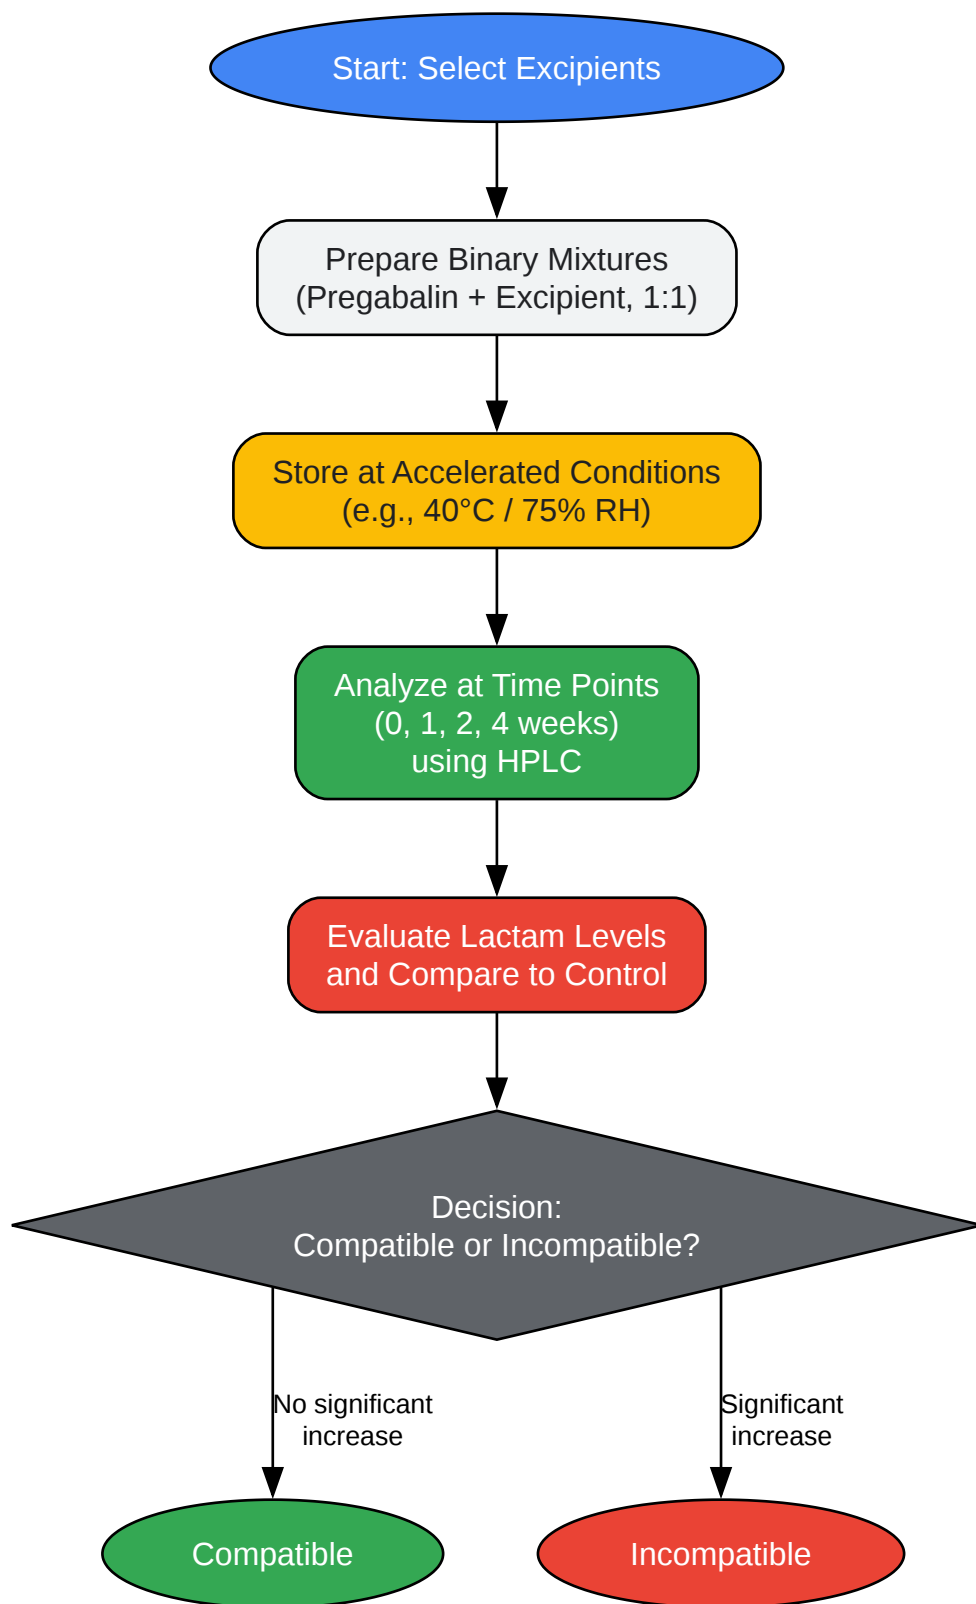 Start: Select Excipients
Prepare Binary Mixtures
(Pregabalin + Excipient, 1:1)
Store at Accelerated Conditions
(e.g., 40°C / 75% RH)
Analyze at Time Points
(0, 1, 2, 4 weeks)
using HPLC
Evaluate Lactam Levels
and Compare to Control
Decision:
Compatible or Incompatible?
No significant
increase
Significant
increase
Compatible
Incompatible